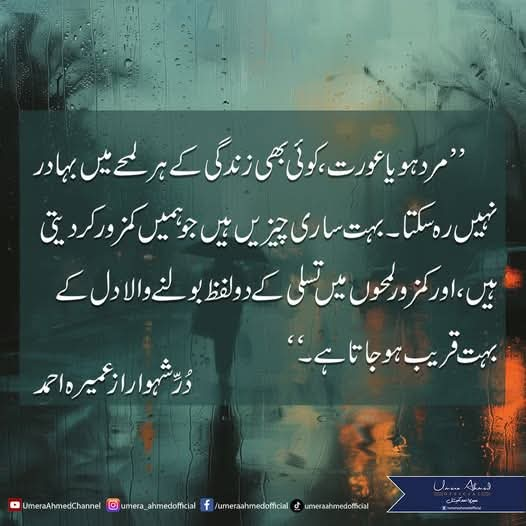 ”مرد ہو یا عورت، کوئی بھی زندگی کے ہر لمحے میں بہادر
نہیں رہ سکتا۔ بہت ساری چیزیں ہیں جو ہمیں کمزور کر دیتی
ہیں، اور کمزور لمحوں میں تسلی کے دو لفظ بولنے والا دل کے
بہت قریب ہو جاتا ہے۔“
دُرِّ شہوار از عمیرہ احمد
Umera Ahmed
OFFICIAL
/umeraahmedofficial
UmeraAhmedChannel umera_ahmedofficial /umeraahmedofficial umeraahmedofficial